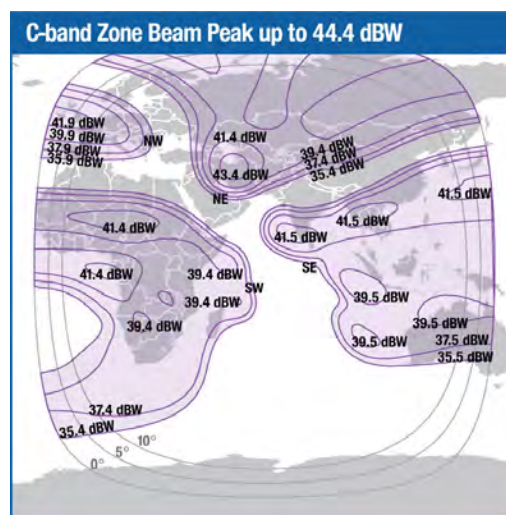 C-band Zone Beam Peak up to 44.4 dBW
41.9 dBW
39.9 dBW
37.9 dBW
35.9 dBW
NW
41.4 dBW
43.4 dBW
NE
39.4 dBW
37.4 dBW
35.4 dBW
41.5 dBW
41.5 dBW
41.5 dBW
SE
41.4 dBW
41.4 dBW
39.4 dBW
SW
39.4 dBW
39.4 dBW
39.5 dBW
39.5 dBW
39.5 dBW
37.5 dBW
35.5 dBW
37.4 dBW
35.4 dBW
10°
5°
0°